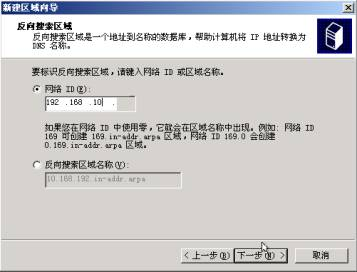 新建区域向导
反向搜索区域
反向搜索区域是一个地址到名称的数据库，帮助计算机将 IP 地址转换为
DNS 名称。
要标识反向搜索区域，请键入网络 ID 或区域名称。
网络 ID(E):
192 .168 .10 .
如果您在网络 ID 中使用零，它就会在区域名称中出现。例如: 网络 ID
169 可创建 169.in-addr.arpa 区域，网络 ID 169.0 会创建
0.169.in-addr.arpa 区域。
反向搜索区域名称(V):
10.168.192.in-addr.arpa
< 上一步(B) 下一步(N) > 取消